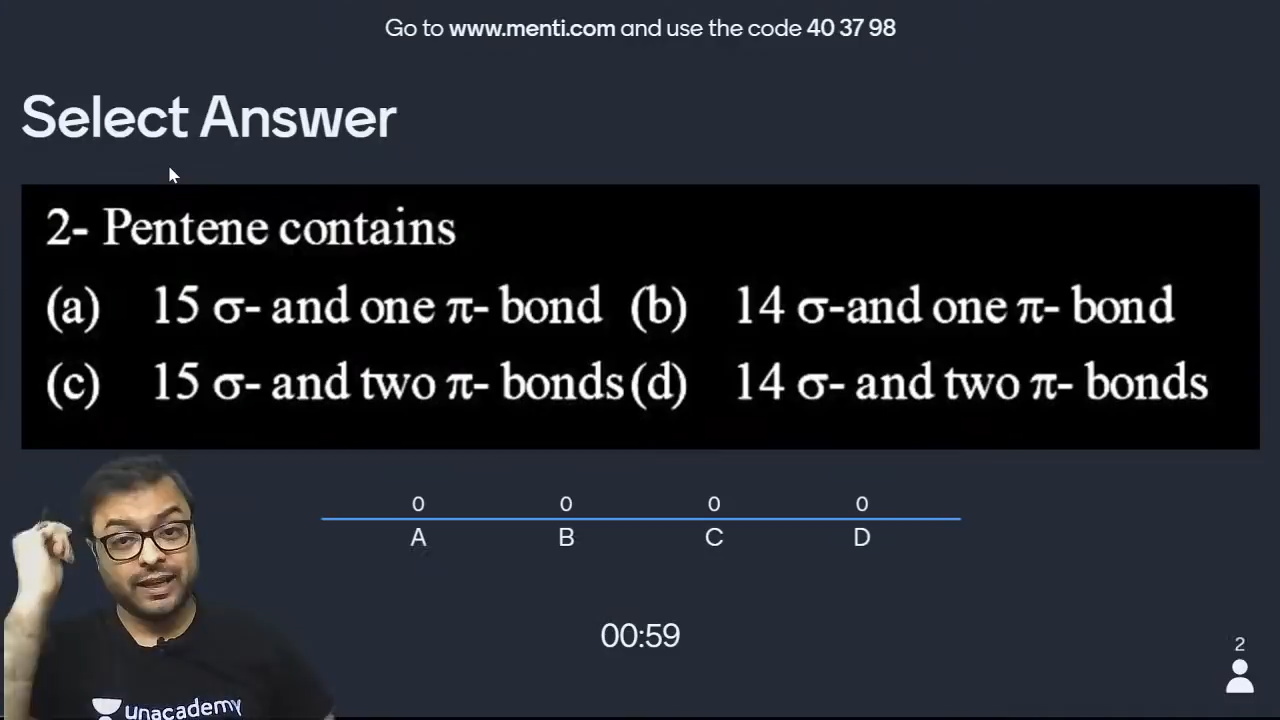 Go to www.menti.com and use the code 40 37 98
Select Answer
2- Pentene contains
(a) 15 σ- and one π- bond (b) 14 σ-and one π- bond
(c) 15 σ- and two π- bonds (d) 14 σ- and two π- bonds
0 0 0 0
A B C D
00:59
2
unacademy